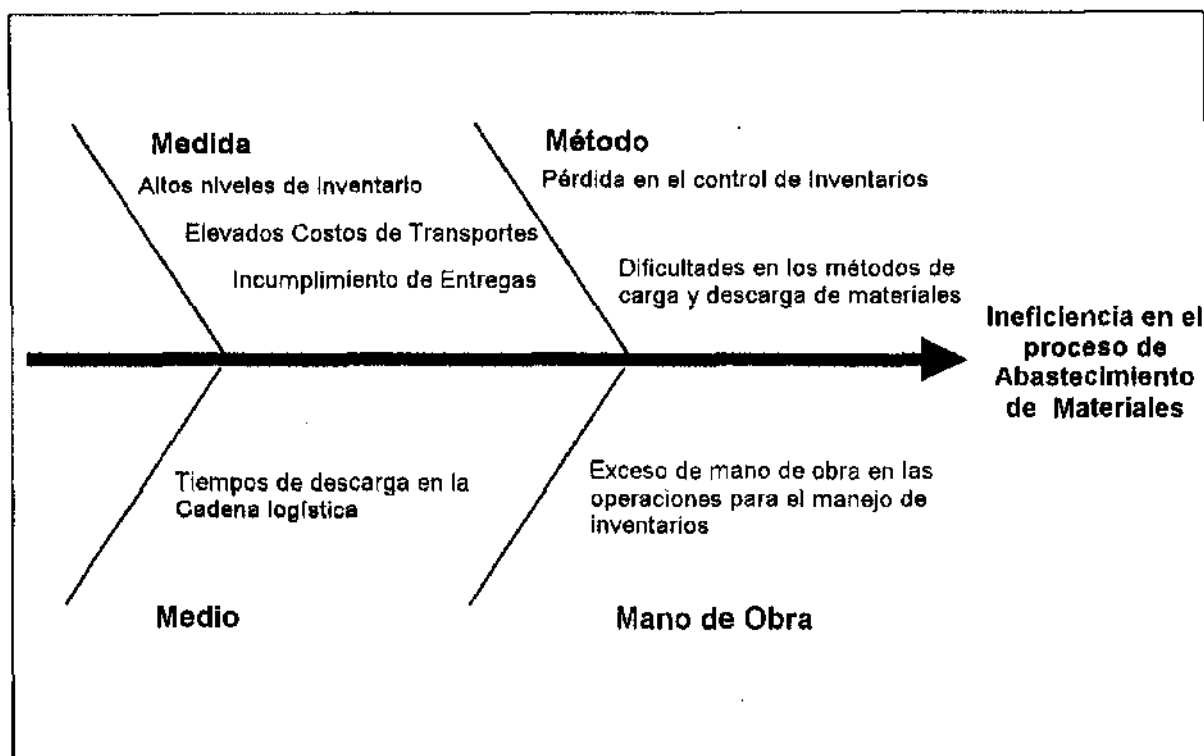 Medida
Altos niveles de Inventario
Elevados Costos de Transportes
Incumplimiento de Entregas
Método
Pérdida en el control de Inventarios
Dificultades en los métodos de
carga y descarga de materiales
Ineficiencia en el
proceso de
Abastecimiento
de Materiales
Tiempos de descarga en la
Cadena logística
Medio
Exceso de mano de obra en las
operaciones para el manejo de
inventarios
Mano de Obra